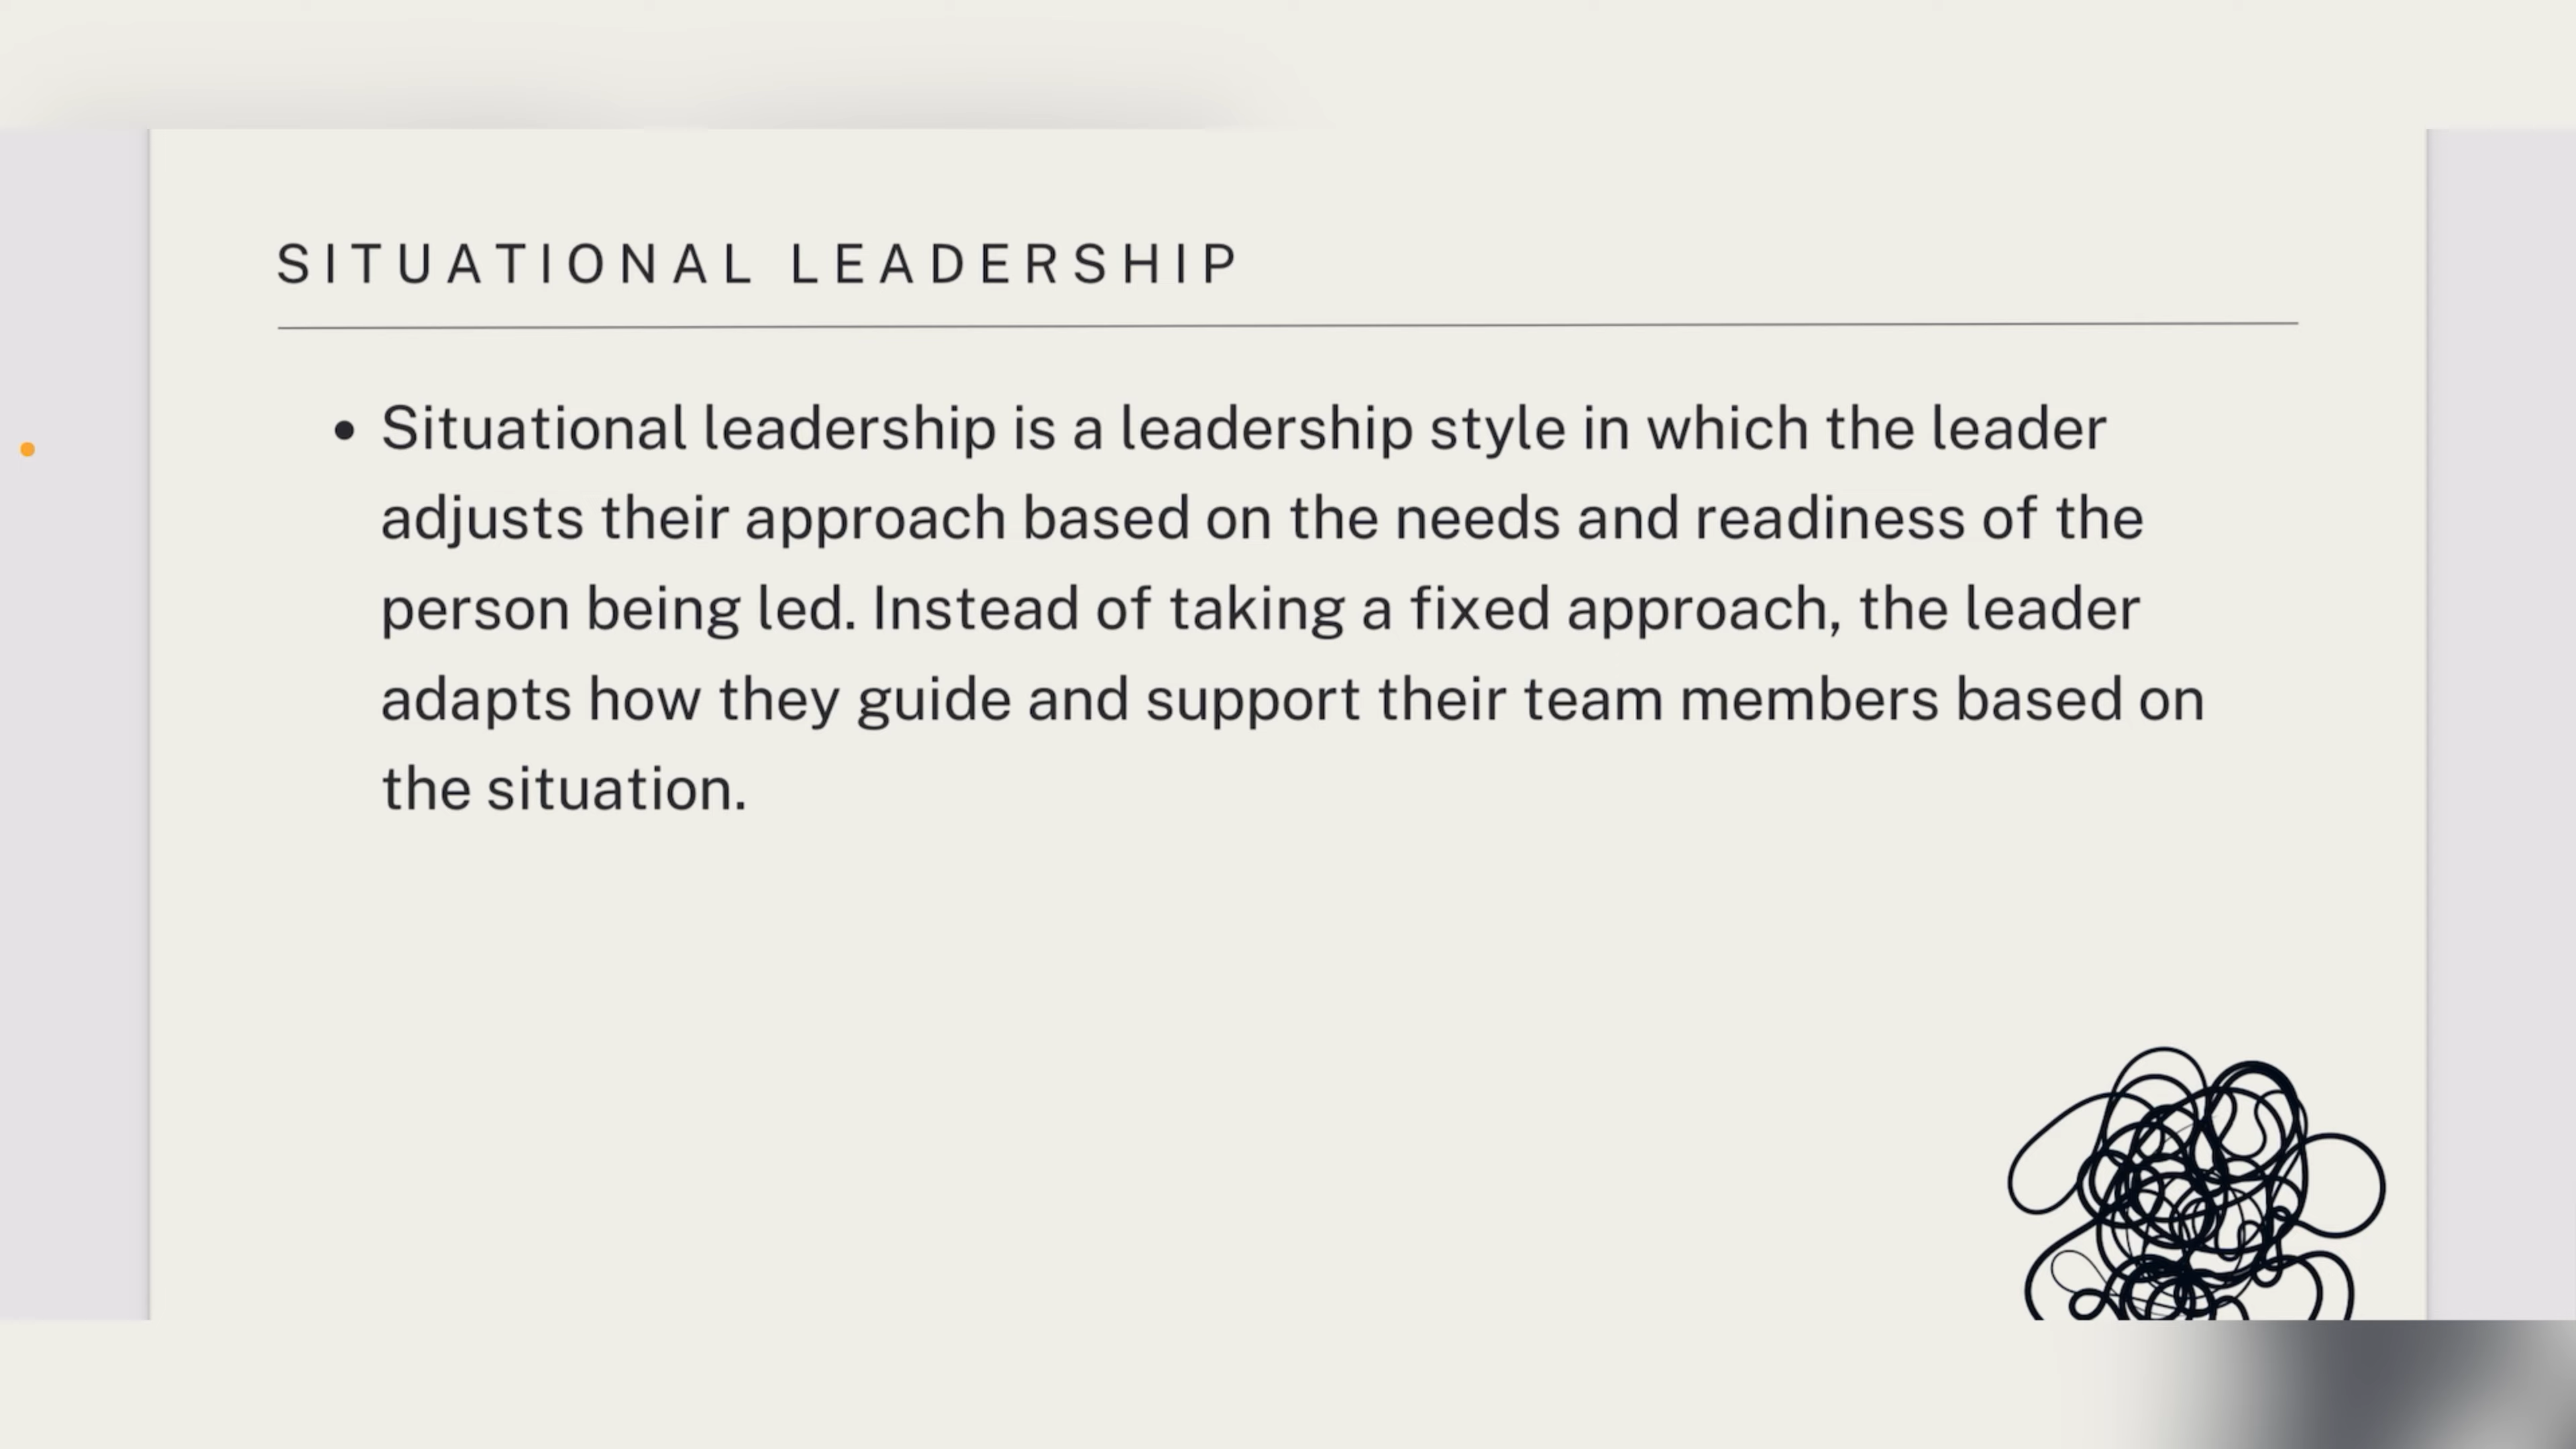 SITUATIONAL LEADERSHIP
• Situational leadership is a leadership style in which the leader
adjusts their approach based on the needs and readiness of the
person being led. Instead of taking a fixed approach, the leader
adapts how they guide and support their team members based on
the situation.